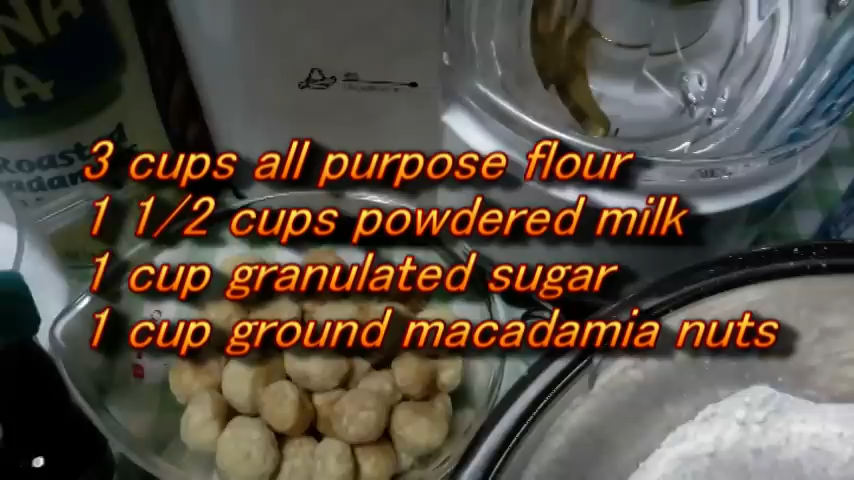 Roast
3 cups all purpose flour
1 1/2 cups powdered milk
1 cup granulated sugar
1 cup ground macadamia nuts